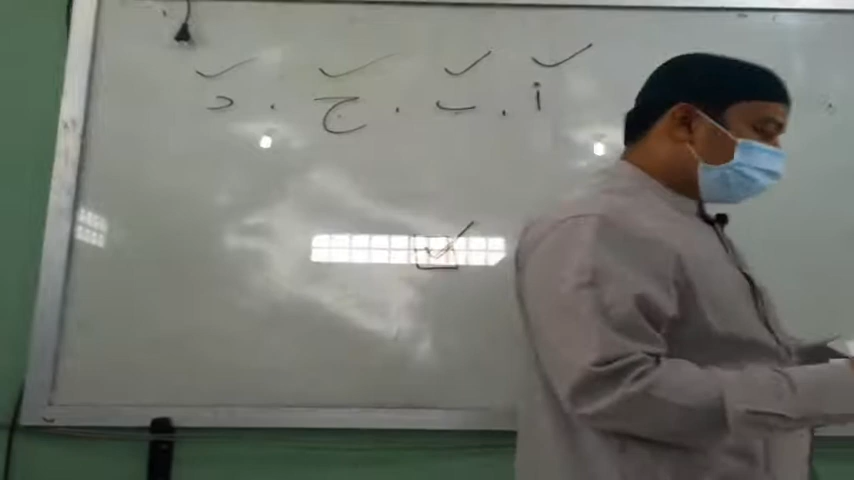 أ . ب . ج . د